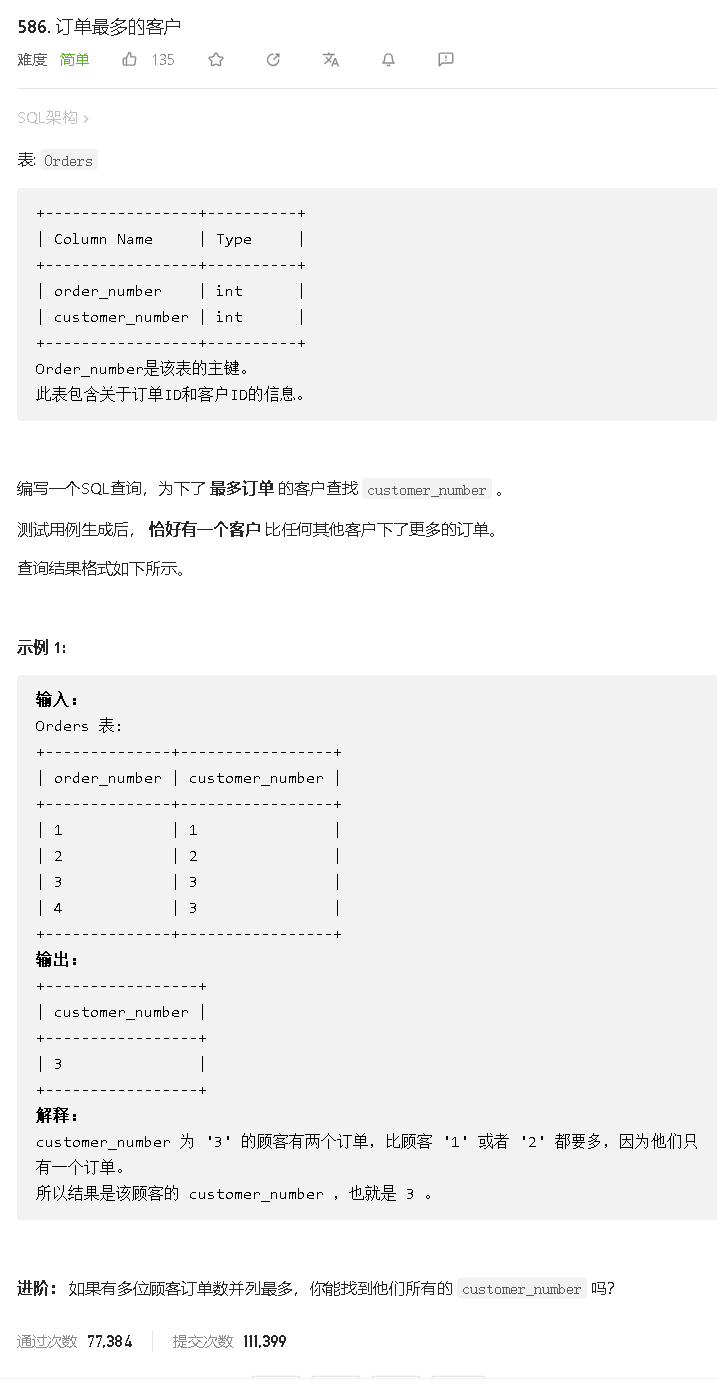 586. 订单最多的客户
难度 简单 135
SQL架构 ›
表: Orders
+-----------------+----------+
| Column Name     | Type     |
+-----------------+----------+
| order_number    | int      |
| customer_number | int      |
+-----------------+----------+
Order_number是该表的主键。
此表包含关于订单ID和客户ID的信息。
编写一个SQL查询，为下了 最多订单 的客户查找 customer_number 。
测试用例生成后， 恰好有一个客户 比任何其他客户下了更多的订单。
查询结果格式如下所示。
示例 1:
输入：
Orders 表:
+--------------+-----------------+
| order_number | customer_number |
+--------------+-----------------+
| 1            | 1               |
| 2            | 2               |
| 3            | 3               |
| 4            | 3               |
+--------------+-----------------+
输出：
+-----------------+
| customer_number |
+-----------------+
| 3               |
+-----------------+
解释：
customer_number 为 '3' 的顾客有两个订单，比顾客 '1' 或者 '2' 都要多，因为他们只
有一个订单。
所以结果是该顾客的 customer_number ，也就是 3 。
进阶： 如果有多位顾客订单数并列最多，你能找到他们所有的 customer_number 吗？
通过次数 77,384 提交次数 111,399